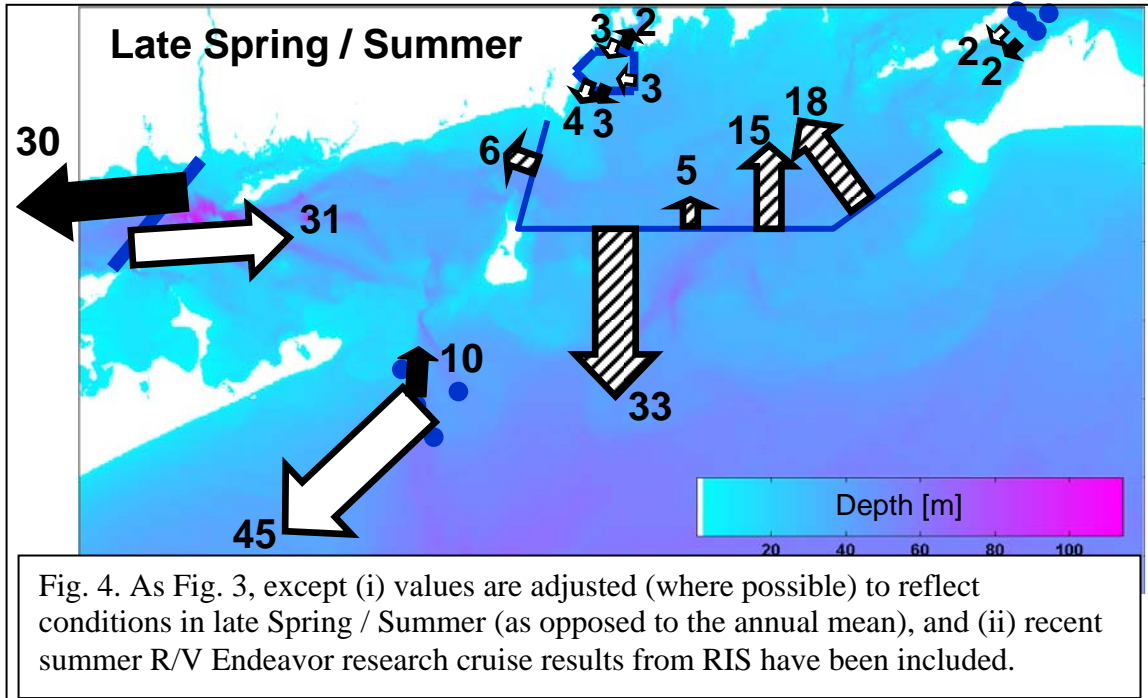 Late Spring / Summer
3
2
2
2
3
4
3
18
15
30
6
5
31
10
33
45
Depth [m]
20 40 60 80 100
Fig. 4. As Fig. 3, except (i) values are adjusted (where possible) to reflect
conditions in late Spring / Summer (as opposed to the annual mean), and (ii) recent
summer R/V Endeavor research cruise results from RIS have been included.